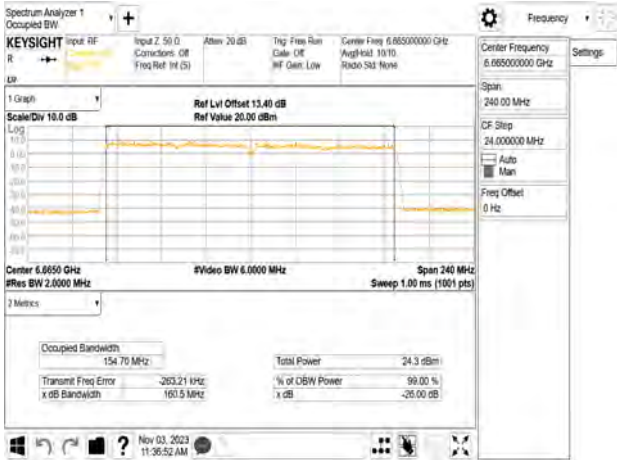 Spectrum Analyzer 1
Occupied BW
+
Frequency
KEYSIGHT
Input: RF
Input Z: 50 Ω
Atten: 20 dB
Trig: Free Run
Center Freq: 6.665000000 GHz
R
Corrections: Off
Gate: Off
Avg|Hold: 10/10
Freq Ref: Int (S)
#IF Gain: Low
Radio Std: None
Center Frequency
6.665000000 GHz
Settings
Span
240.00 MHz
CF Step
24.000000 MHz
Auto
Man
Freq Offset
0 Hz
1 Graph
Ref Lvl Offset 13.40 dB
Scale/Div 10.0 dB
Ref Value 20.00 dBm
Log
10.0
0.00
Center 6.6650 GHz
#Video BW 6.0000 MHz
Span 240 MHz
#Res BW 2.0000 MHz
Sweep 1.00 ms (1001 pts)
2 Metrics
Occupied Bandwidth
154.70 MHz
Total Power
24.3 dBm
Transmit Freq Error
-263.21 kHz
% of OBW Power
99.00 %
x dB Bandwidth
160.5 MHz
x dB
-26.00 dB
?
Nov 03, 2023
11:36:52 AM